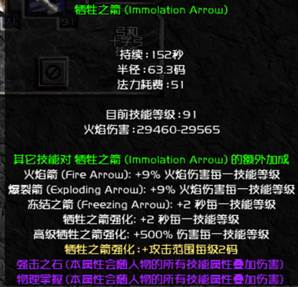 牺牲之箭 (Immolation Arrow)
持续:152秒
半径:63.3码
法力耗费:51
目前技能等级:91
火焰伤害:29460-29565
其它技能对 牺牲之箭 (Immolation Arrow) 的额外加成
火焰箭 (Fire Arrow): +9% 火焰伤害每一技能等级
爆裂箭 (Exploding Arrow): +9% 火焰伤害每一技能等级
冻结之箭 (Freezing Arrow): +2 秒每一技能等级
牺牲之箭强化: +2 秒每一技能等级
高级牺牲之箭强化: +500% 伤害每一技能等级
牺牲之箭强化: +攻击范围每级2码
强击之石 (本属性会随人物的所有技能属性叠加伤害)
物理掌握 (本属性会随人物的所有技能属性叠加伤害)